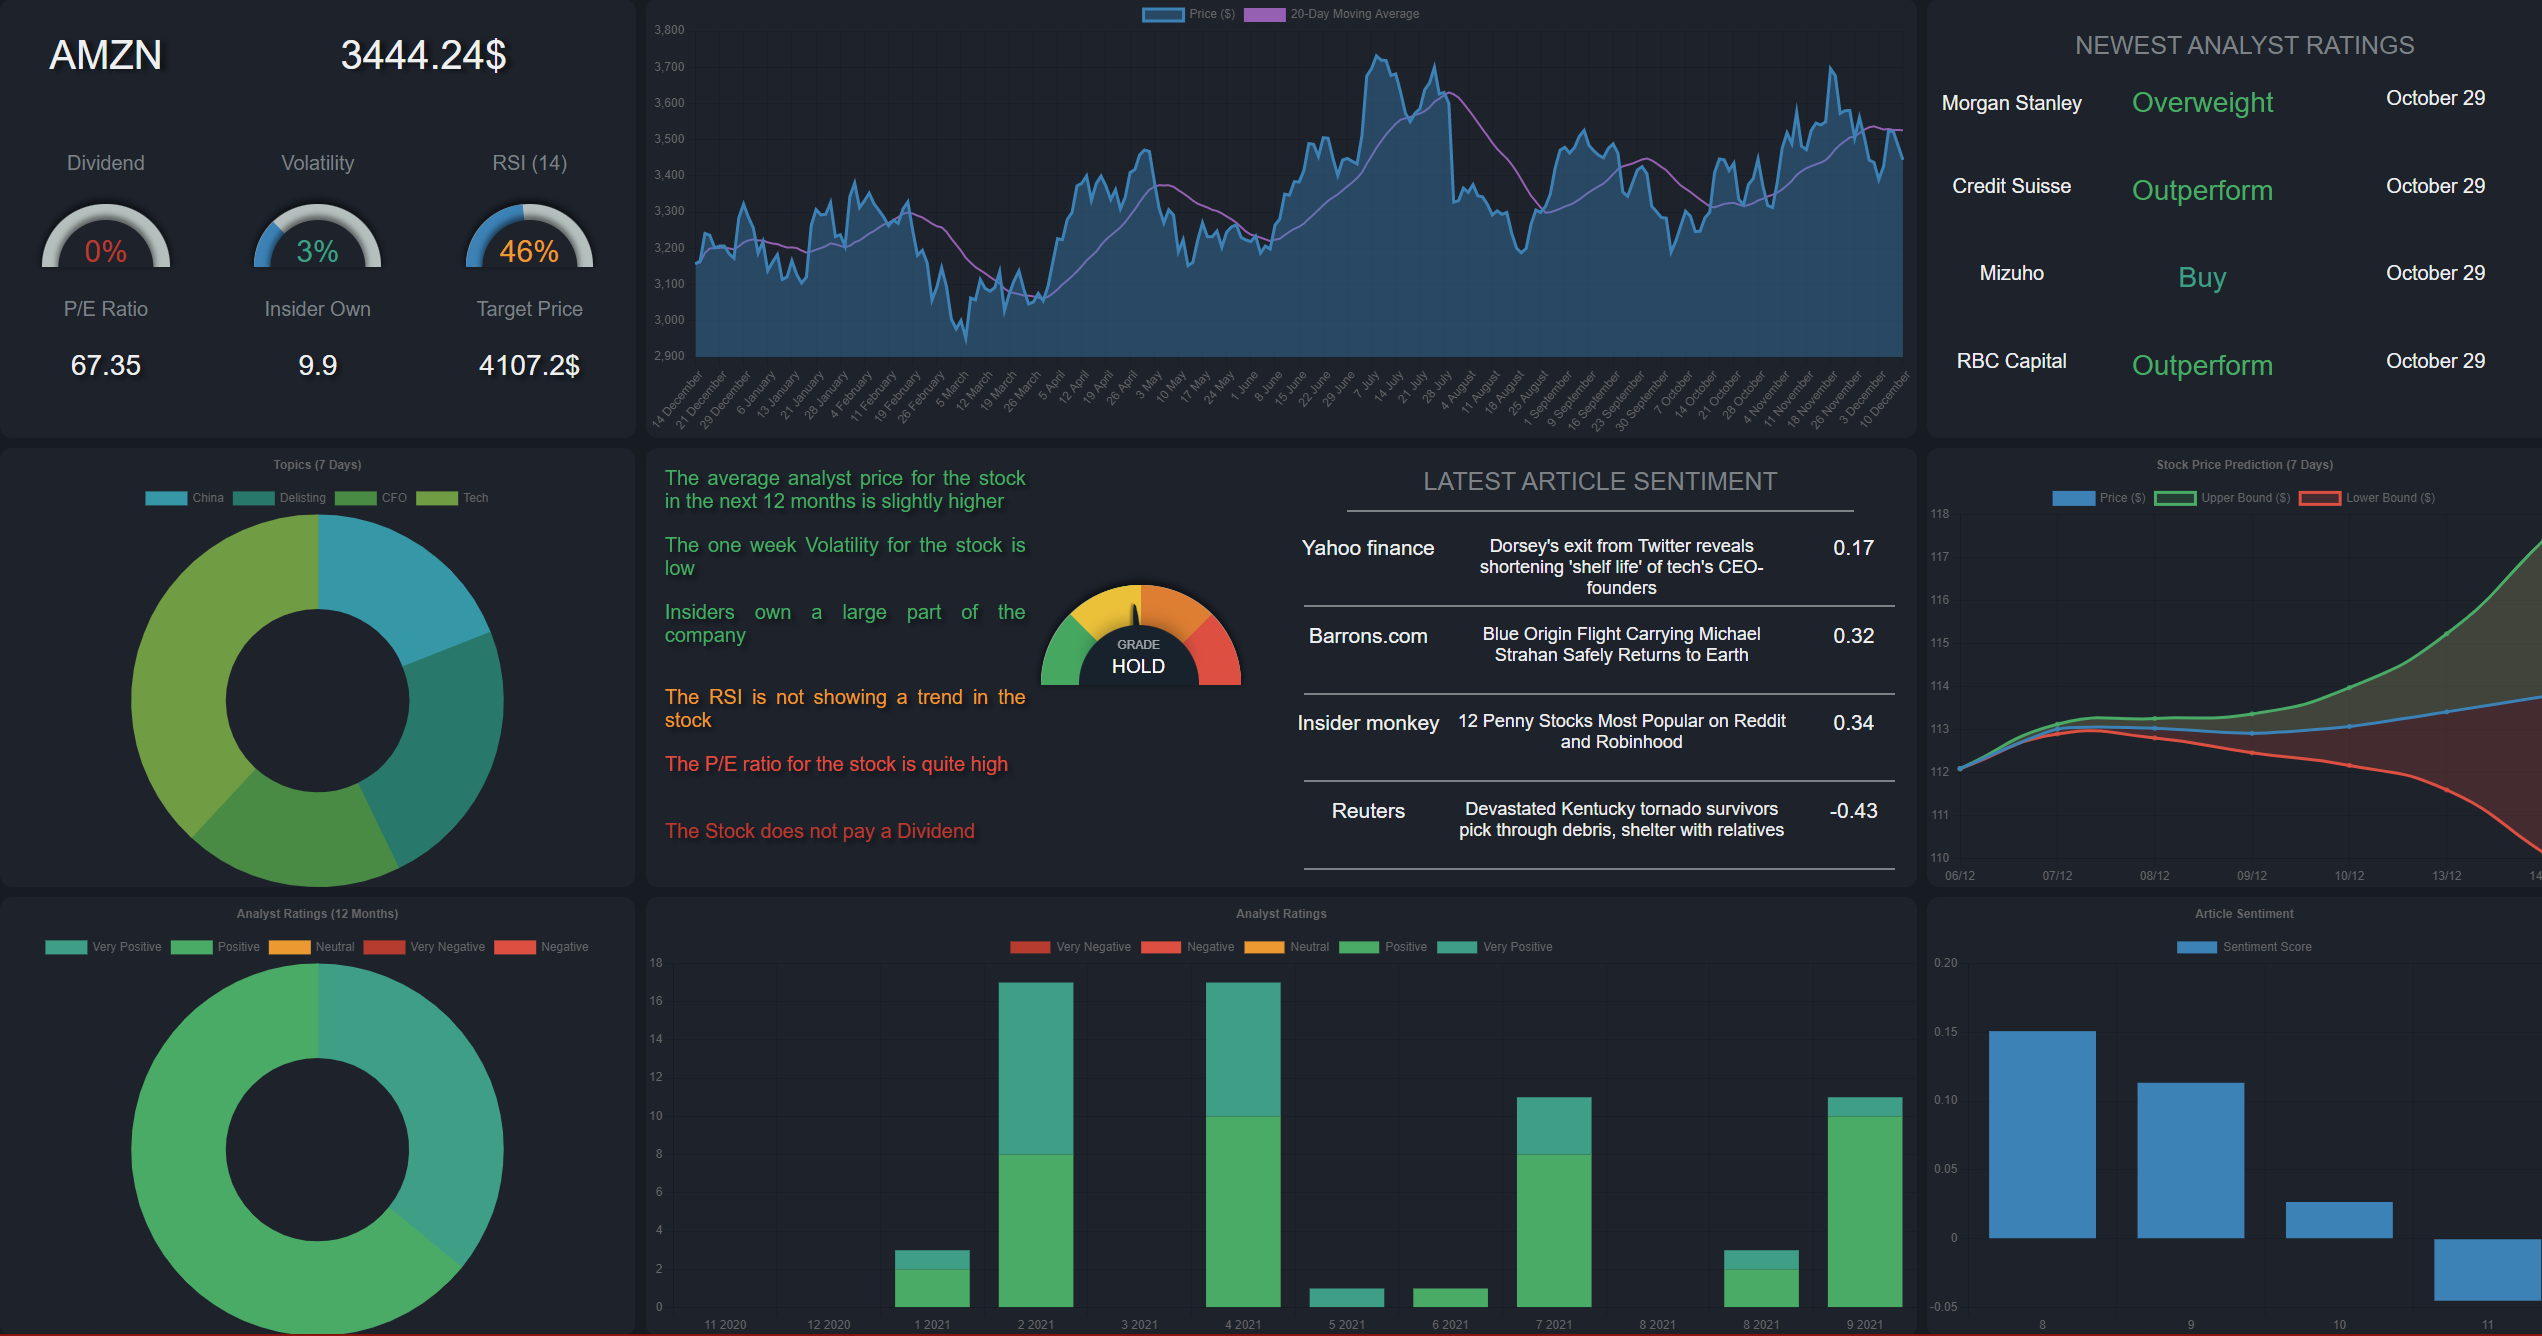 AMZN
3444.24$
Dividend
Volatility
RSI (14)
0%
3%
46%
P/E Ratio
Insider Own
Target Price
67.35
9.9
4107.2$
Price ($)
20-Day Moving Average
3,800
3,700
3,600
3,500
3,400
3,300
3,200
3,100
3,000
2,900
14 December
21 December
29 December
6 January
13 January
21 January
28 January
4 February
11 February
19 February
26 February
5 March
12 March
19 March
26 March
5 April
12 April
19 April
26 April
3 May
10 May
17 May
24 May
1 June
8 June
15 June
22 June
29 June
7 July
14 July
21 July
28 July
4 August
11 August
18 August
25 August
1 September
9 September
16 September
23 September
30 September
7 October
14 October
21 October
28 October
4 November
11 November
18 November
26 November
3 December
10 December
NEWEST ANALYST RATINGS
Morgan Stanley
Overweight
October 29
Credit Suisse
Outperform
October 29
Mizuho
Buy
October 29
RBC Capital
Outperform
October 29
Topics (7 Days)
China
Delisting
CFO
Tech
The average analyst price for the stock
in the next 12 months is slightly higher
The one week Volatility for the stock is
low
Insiders own a large part of the
company
The RSI is not showing a trend in the
stock
The P/E ratio for the stock is quite high
The Stock does not pay a Dividend
GRADE
HOLD
LATEST ARTICLE SENTIMENT
Yahoo finance
Dorsey's exit from Twitter reveals
shortening 'shelf life' of tech's CEO-
founders
0.17
Barrons.com
Blue Origin Flight Carrying Michael
Strahan Safely Returns to Earth
0.32
Insider monkey
12 Penny Stocks Most Popular on Reddit
and Robinhood
0.34
Reuters
Devastated Kentucky tornado survivors
pick through debris, shelter with relatives
-0.43
Stock Price Prediction (7 Days)
Price ($)
Upper Bound ($)
Lower Bound ($)
118
117
116
115
114
113
112
111
110
06/12
07/12
08/12
09/12
10/12
13/12
14
Analyst Ratings (12 Months)
Very Positive
Positive
Neutral
Very Negative
Negative
Analyst Ratings
Very Negative
Negative
Neutral
Positive
Very Positive
18
16
14
12
10
8
6
4
2
0
11 2020
12 2020
1 2021
2 2021
3 2021
4 2021
5 2021
6 2021
7 2021
8 2021
8 2021
9 2021
Article Sentiment
Sentiment Score
0.20
0.15
0.10
0.05
0
-0.05
8
9
10
11